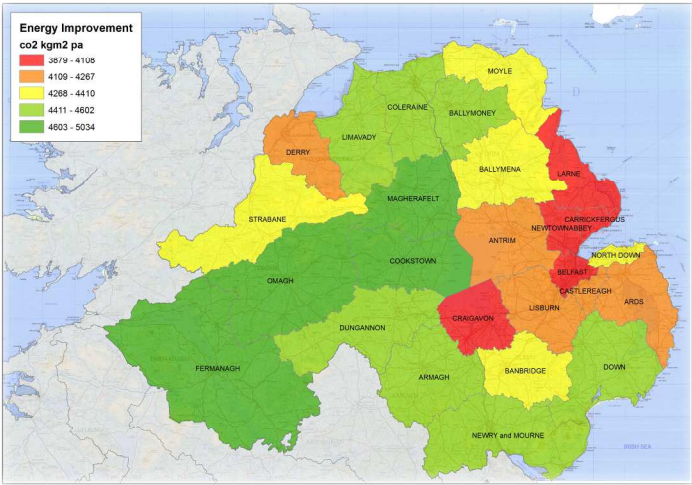 Energy Improvement
co2 kgm2 pa
3879 - 4108
4109 - 4267
4268 - 4410
4411 - 4602
4603 - 5034
MOYLE
COLERAINE
BALLYMONEY
LIMAVADY
DERRY
BALLYMENA
LARNE
MAGHERAFELT
STRABANE
CARRICKFERGUS
NEWTOWNABBEY
ANTRIM
NORTH DOWN
COOKSTOWN
BELFAST
OMAGH
CASTLEREAGH
ARDS
LISBURN
CRAIGAVON
DUNGANNON
FERMANAGH
DOWN
BANBRIDGE
ARMAGH
NEWRY and MOURNE
IRISH SEA